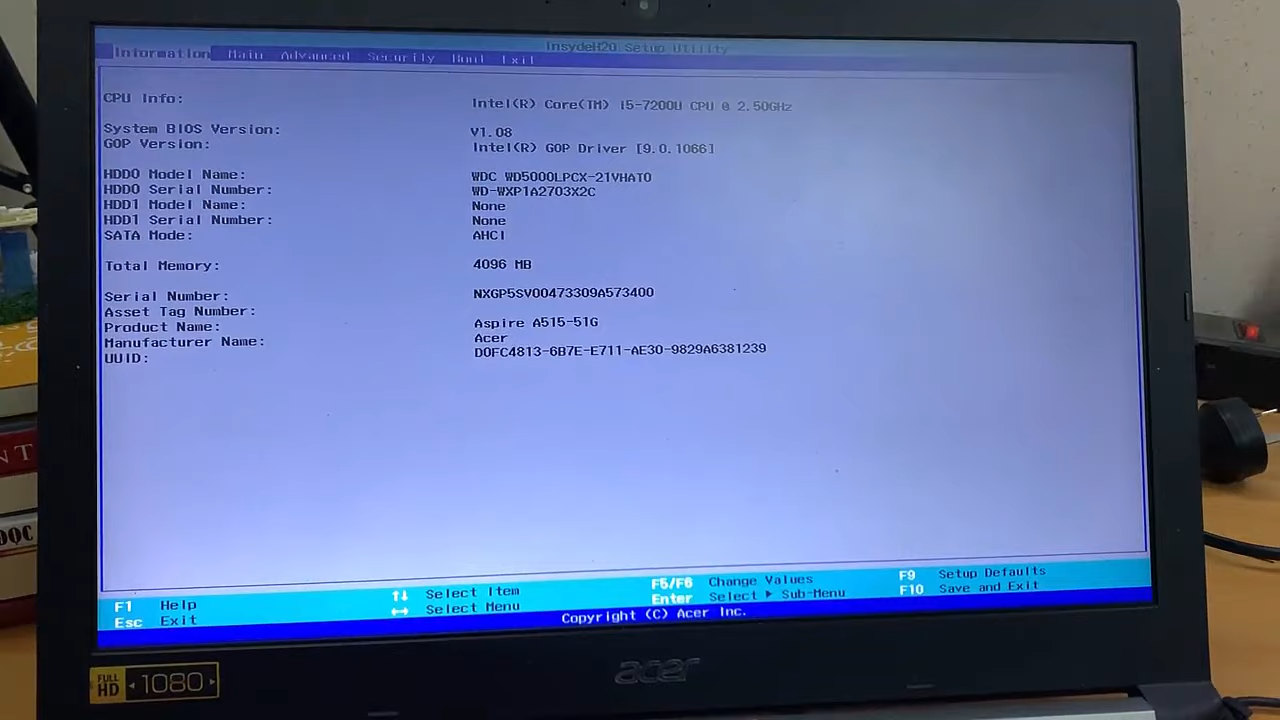 InsydeH20 Setup Utility
Information Main Advanced Security Boot Exit
CPU Info: Intel(R) Core(TM) i5-7200U CPU @ 2.50GHz
System BIOS Version: V1.08
GOP Version: Intel(R) GOP Driver [9.0.1066]
HDD0 Model Name: WDC WD5000LPCX-21VHAT0
HDD0 Serial Number: WD-WXP1A2703X2C
HDD1 Model Name: None
HDD1 Serial Number: None
SATA Mode: AHCI
Total Memory: 4096 MB
Serial Number: NXGP5SV00473309A573400
Asset Tag Number:
Product Name: Aspire A515-51G
Manufacturer Name: Acer
UUID: D0FC4813-6B7E-E711-AE30-9829A6381239
F1 Help ↑↓ Select Item F5/F6 Change Values F9 Setup Defaults
Esc Exit ↔ Select Menu Enter Select ▶ Sub-Menu F10 Save and Exit
Copyright (C) Acer Inc.
FULL HD 1080
acer
NT
ĐỌC